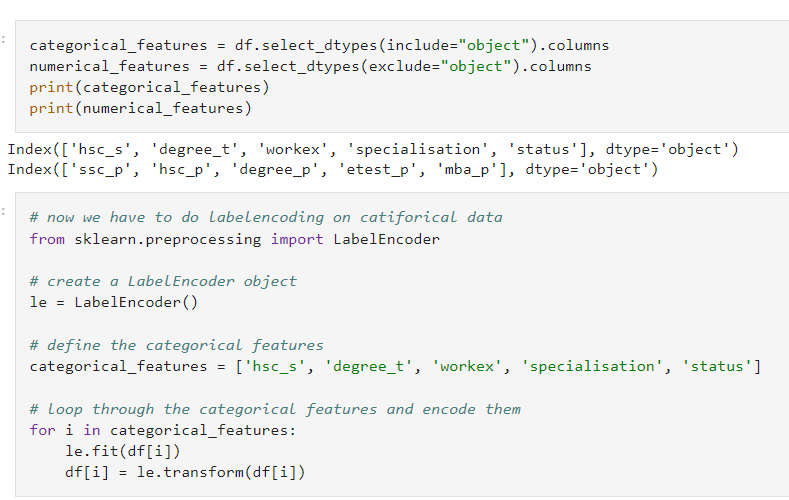 :
categorical_features = df.select_dtypes(include="object").columns
numerical_features = df.select_dtypes(exclude="object").columns
print(categorical_features)
print(numerical_features)
Index(['hsc_s', 'degree_t', 'workex', 'specialisation', 'status'], dtype='object')
Index(['ssc_p', 'hsc_p', 'degree_p', 'etest_p', 'mba_p'], dtype='object')
:
# now we have to do labelencoding on catiforical data
from sklearn.preprocessing import LabelEncoder
# create a LabelEncoder object
le = LabelEncoder()
# define the categorical features
categorical_features = ['hsc_s', 'degree_t', 'workex', 'specialisation', 'status']
# loop through the categorical features and encode them
for i in categorical_features:
    le.fit(df[i])
    df[i] = le.transform(df[i])